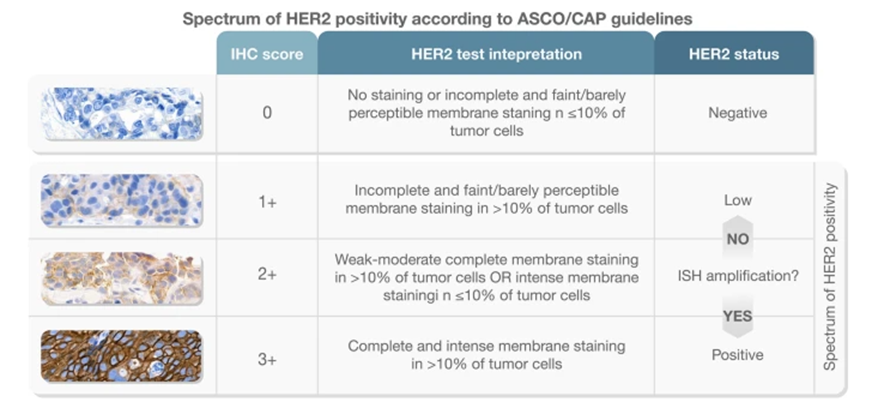 Spectrum of HER2 positivity according to ASCO/CAP guidelines
IHC score
HER2 test intepretation
HER2 status
No staining or incomplete and faint/barely
perceptible membrane staning n ≤10% of
tumor cells
0
Negative
Incomplete and faint/barely perceptible
membrane staining in >10% of tumor cells
1+
Low
NO
Weak-moderate complete membrane staining
in >10% of tumor cells OR intense membrane
stainingi n ≤10% of tumor cells
2+
ISH amplification?
YES
Complete and intense membrane staining
in >10% of tumor cells
3+
Positive
Spectrum of HER2 positivity